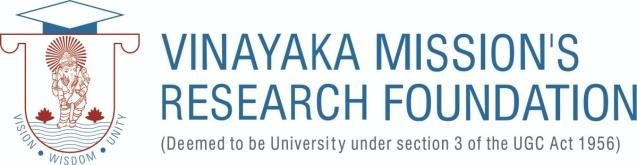 VINAYAKA MISSION'S
RESEARCH FOUNDATION
(Deemed to be University under section 3 of the UGC Act 1956)
VISION • WISDOM • UNITY